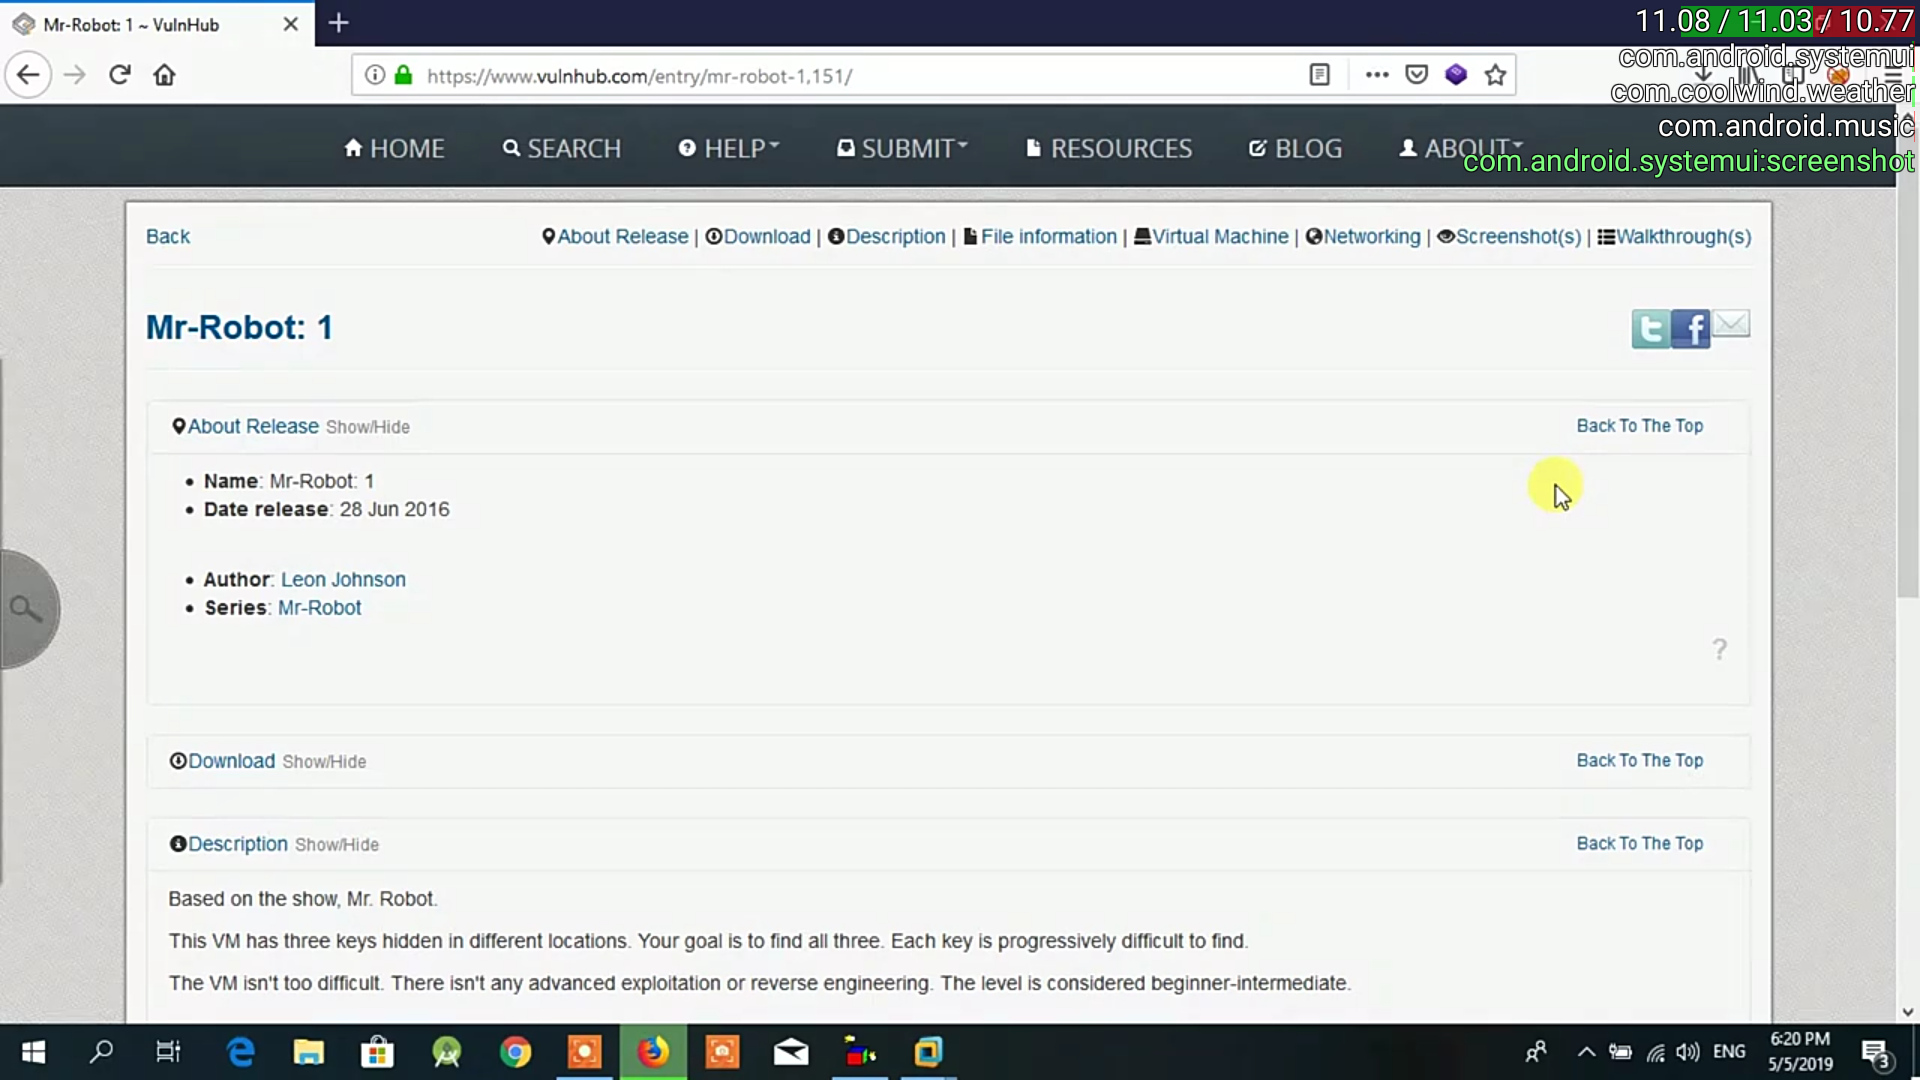 Mr-Robot: 1 ~ VulnHub
11.08 / 11.03 / 10.77
https://www.vulnhub.com/entry/mr-robot-1,151/
com.android.systemui
com.coolwind.weather
com.android.music
com.android.systemui:screenshot
HOME SEARCH HELP SUBMIT RESOURCES BLOG ABOUT
Back About Release | Download | Description | File information | Virtual Machine | Networking | Screenshot(s) | Walkthrough(s)
Mr-Robot: 1
About Release Show/Hide Back To The Top
Name: Mr-Robot: 1
Date release: 28 Jun 2016
Author: Leon Johnson
Series: Mr-Robot
?
Download Show/Hide Back To The Top
Description Show/Hide Back To The Top
Based on the show, Mr. Robot.
This VM has three keys hidden in different locations. Your goal is to find all three. Each key is progressively difficult to find.
The VM isn't too difficult. There isn't any advanced exploitation or reverse engineering. The level is considered beginner-intermediate.
ENG
6:20 PM
5/5/2019
3